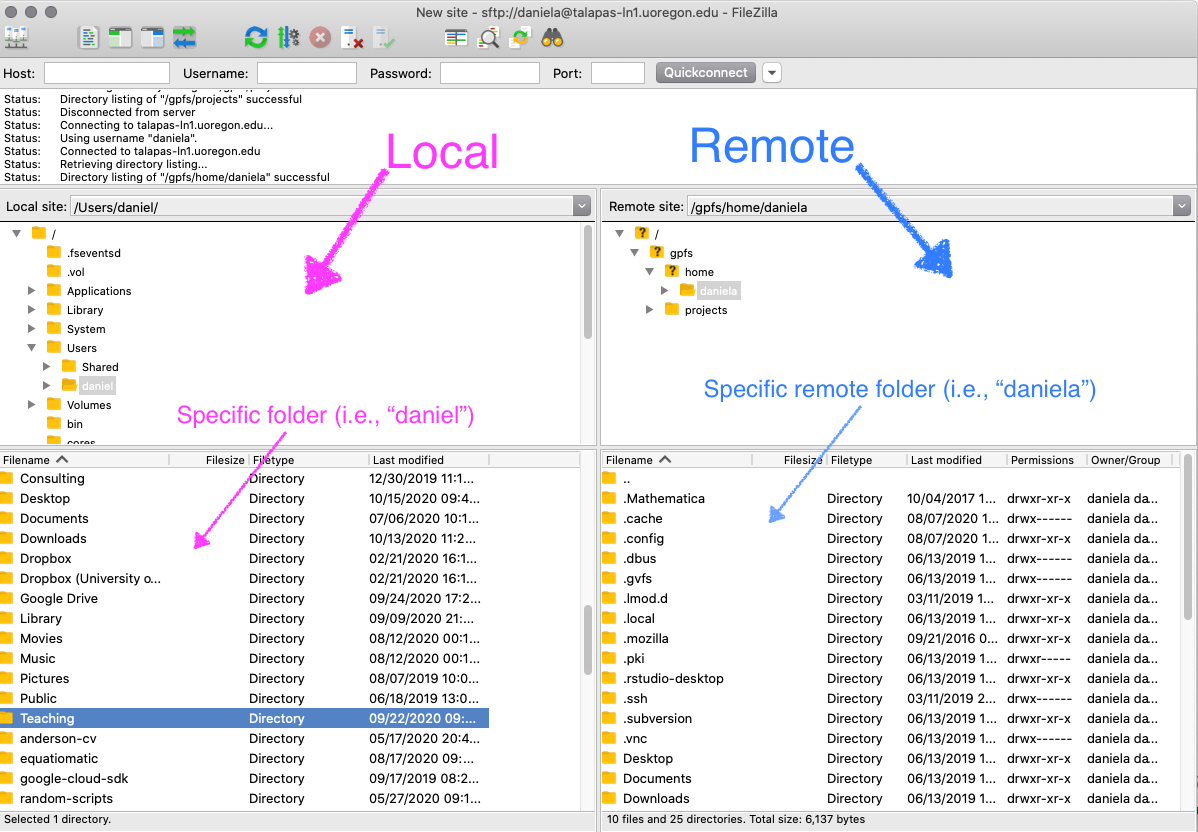 New site - sftp://daniela@talapas-ln1.uoregon.edu - FileZilla
Host: Username: Password: Port: Quickconnect
Status: Directory listing of "/gpfs/projects" successful
Status: Disconnected from server
Status: Connecting to talapas-ln1.uoregon.edu...
Status: Using username "daniela".
Status: Connected to talapas-ln1.uoregon.edu
Status: Retrieving directory listing...
Status: Directory listing of "/gpfs/home/daniela" successful
Local
Remote
Local site: /Users/daniel/
/
.fseventsd
.vol
Applications
Library
System
Users
Shared
daniel
Volumes
bin
cores
Specific folder (i.e., “daniel”)
Remote site: /gpfs/home/daniela
/
gpfs
home
daniela
projects
Specific remote folder (i.e., “daniela”)
Filename Filesize Filetype Last modified
Consulting Directory 12/30/2019 11:1...
Desktop Directory 10/15/2020 09:4...
Documents Directory 07/06/2020 10:1...
Downloads Directory 10/13/2020 11:2...
Dropbox Directory 02/21/2020 16:1...
Dropbox (University o... Directory 02/21/2020 16:1...
Google Drive Directory 09/24/2020 17:2...
Library Directory 09/09/2020 21:...
Movies Directory 08/12/2020 00:1...
Music Directory 08/12/2020 00:1...
Pictures Directory 08/07/2019 10:0...
Public Directory 06/18/2019 13:0...
Teaching Directory 09/22/2020 09:...
anderson-cv Directory 05/17/2020 20:4...
equatiomatic Directory 08/17/2020 09:...
google-cloud-sdk Directory 09/17/2019 08:2...
random-scripts Directory 05/27/2020 09:1...
Selected 1 directory.
Filename Filesize Filetype Last modified Permissions Owner/Group
..
.Mathematica Directory 10/04/2017 1... drwxr-xr-x daniela da...
.cache Directory 08/07/2020 1... drwx------ daniela da...
.config Directory 08/07/2020 1... drwxr-xr-x daniela da...
.dbus Directory 06/13/2019 1... drwx------ daniela da...
.gvfs Directory 06/13/2019 1... drwx------ daniela da...
.lmod.d Directory 03/11/2019 2... drwxr-xr-x daniela da...
.local Directory 06/13/2019 1... drwxr-xr-x daniela da...
.mozilla Directory 09/21/2016 0... drwxr-xr-x daniela da...
.pki Directory 06/13/2019 1... drwxr----- daniela da...
.rstudio-desktop Directory 06/13/2019 1... drwxr-xr-x daniela da...
.ssh Directory 03/11/2019 2... drwx------ daniela da...
.subversion Directory 06/13/2019 1... drwxr-xr-x daniela da...
.vnc Directory 06/13/2019 1... drwx------ daniela da...
Desktop Directory 06/13/2019 1... drwxr-xr-x daniela da...
Documents Directory 06/13/2019 1... drwxr-xr-x daniela da...
Downloads Directory 06/13/2019 1... drwxr-xr-x daniela da...
10 files and 25 directories. Total size: 6,137 bytes